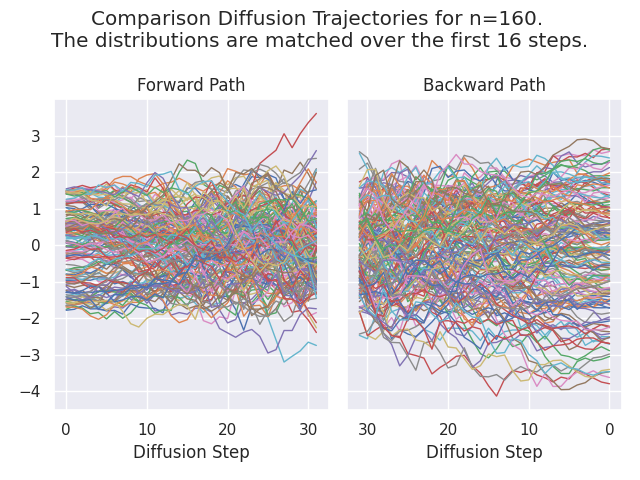 Comparison Diffusion Trajectories for n=160.
The distributions are matched over the first 16 steps.
Forward Path
Backward Path
3
2
1
0
−1
−2
−3
−4
0 10 20 30
30 20 10 0
Diffusion Step
Diffusion Step